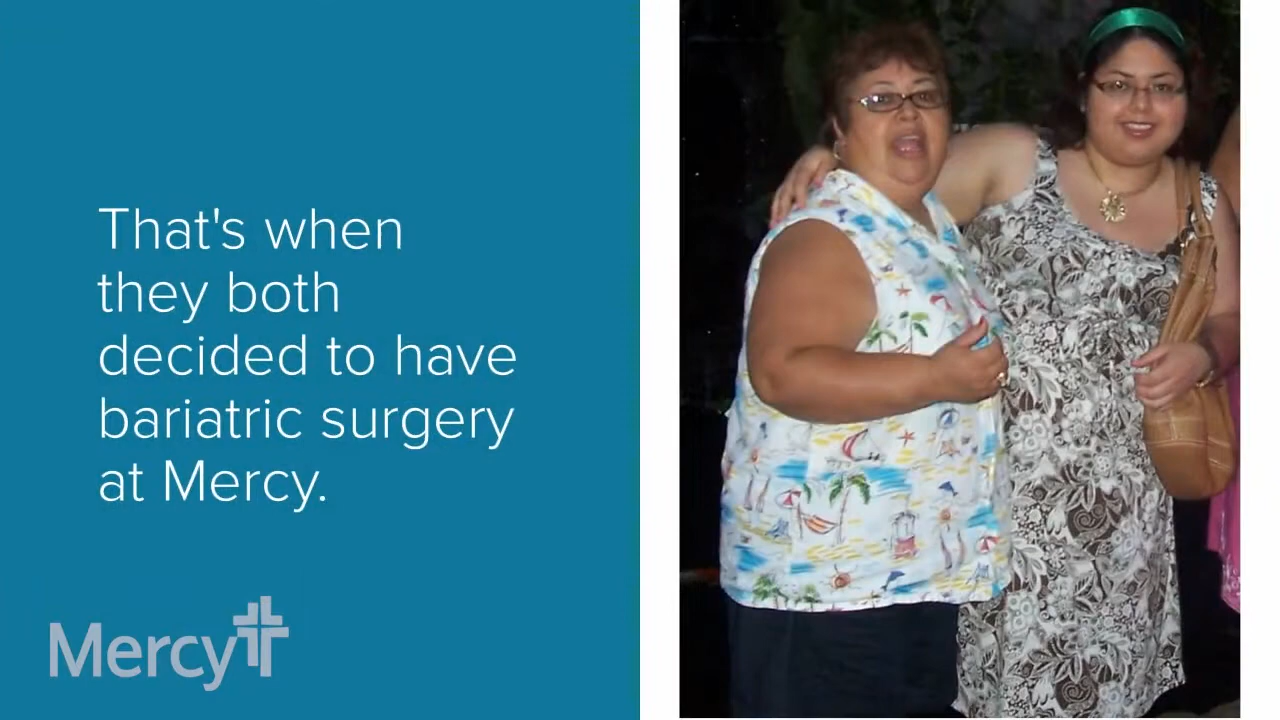 That's when
they both
decided to have
bariatric surgery
at Mercy.
Mercy